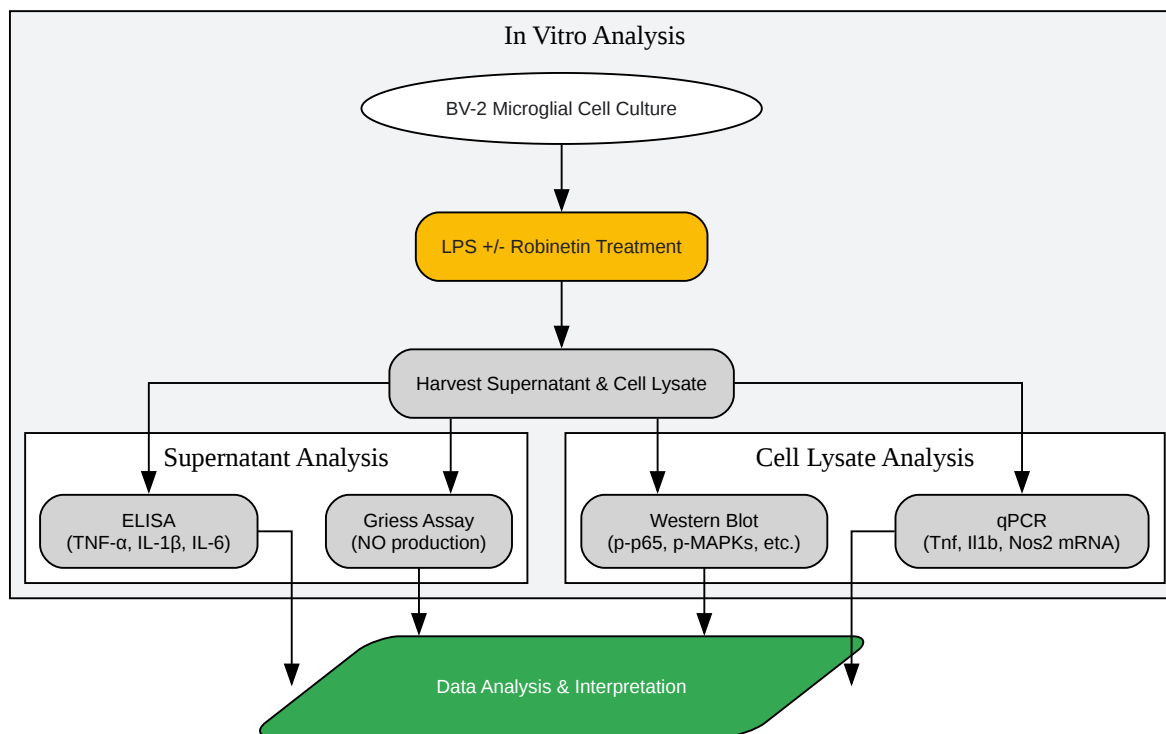 In Vitro Analysis
BV-2 Microglial Cell Culture
LPS +/- Robinetin Treatment
Harvest Supernatant & Cell Lysate
Supernatant Analysis
ELISA
(TNF-α, IL-1β, IL-6)
Griess Assay
(NO production)
Cell Lysate Analysis
Western Blot
(p-p65, p-MAPKs, etc.)
qPCR
(Tnf, Il1b, Nos2 mRNA)
Data Analysis & Interpretation